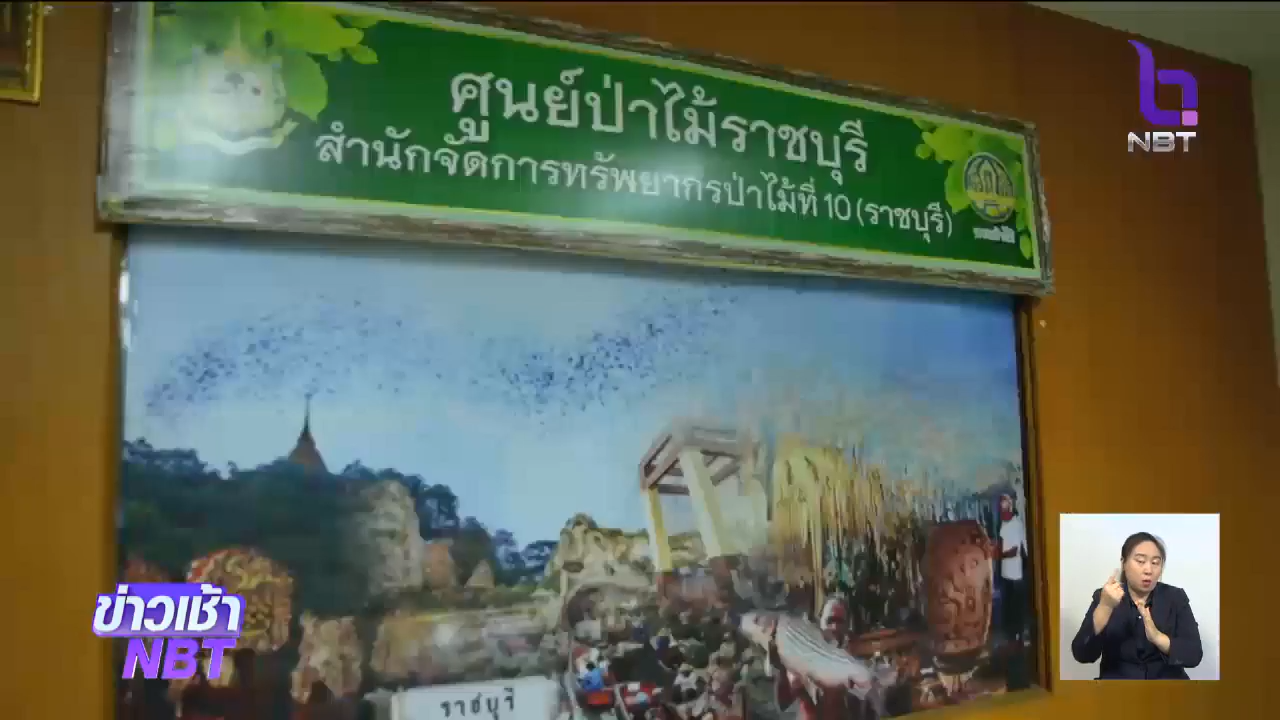 ศูนย์ป่าไม้ราชบุรี
สำนักจัดการทรัพยากรป่าไม้ที่ 10 (ราชบุรี)
NBT
ราชบุรี
ข่าวเช้า
NBT